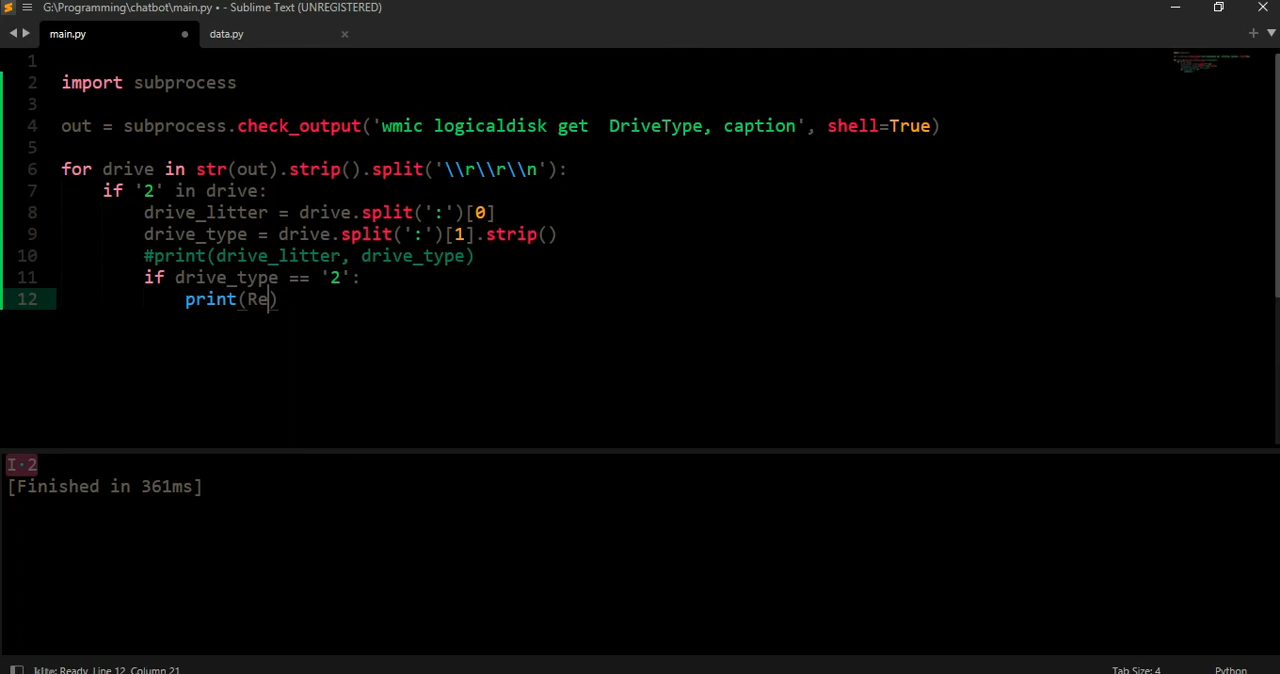 G:\Programming\chatbot\main.py • - Sublime Text (UNREGISTERED)
main.py
data.py
1
2 import subprocess
3
4 out = subprocess.check_output('wmic logicaldisk get  DriveType, caption', shell=True)
5
6 for drive in str(out).strip().split('\\r\\r\\n'):
7     if '2' in drive:
8         drive_litter = drive.split(':')[0]
9         drive_type = drive.split(':')[1].strip()
10         #print(drive_litter, drive_type)
11         if drive_type == '2':
12             print(Re)
I·2
[Finished in 361ms]
kite: Ready, Line 12, Column 21
Tab Size: 4
Python